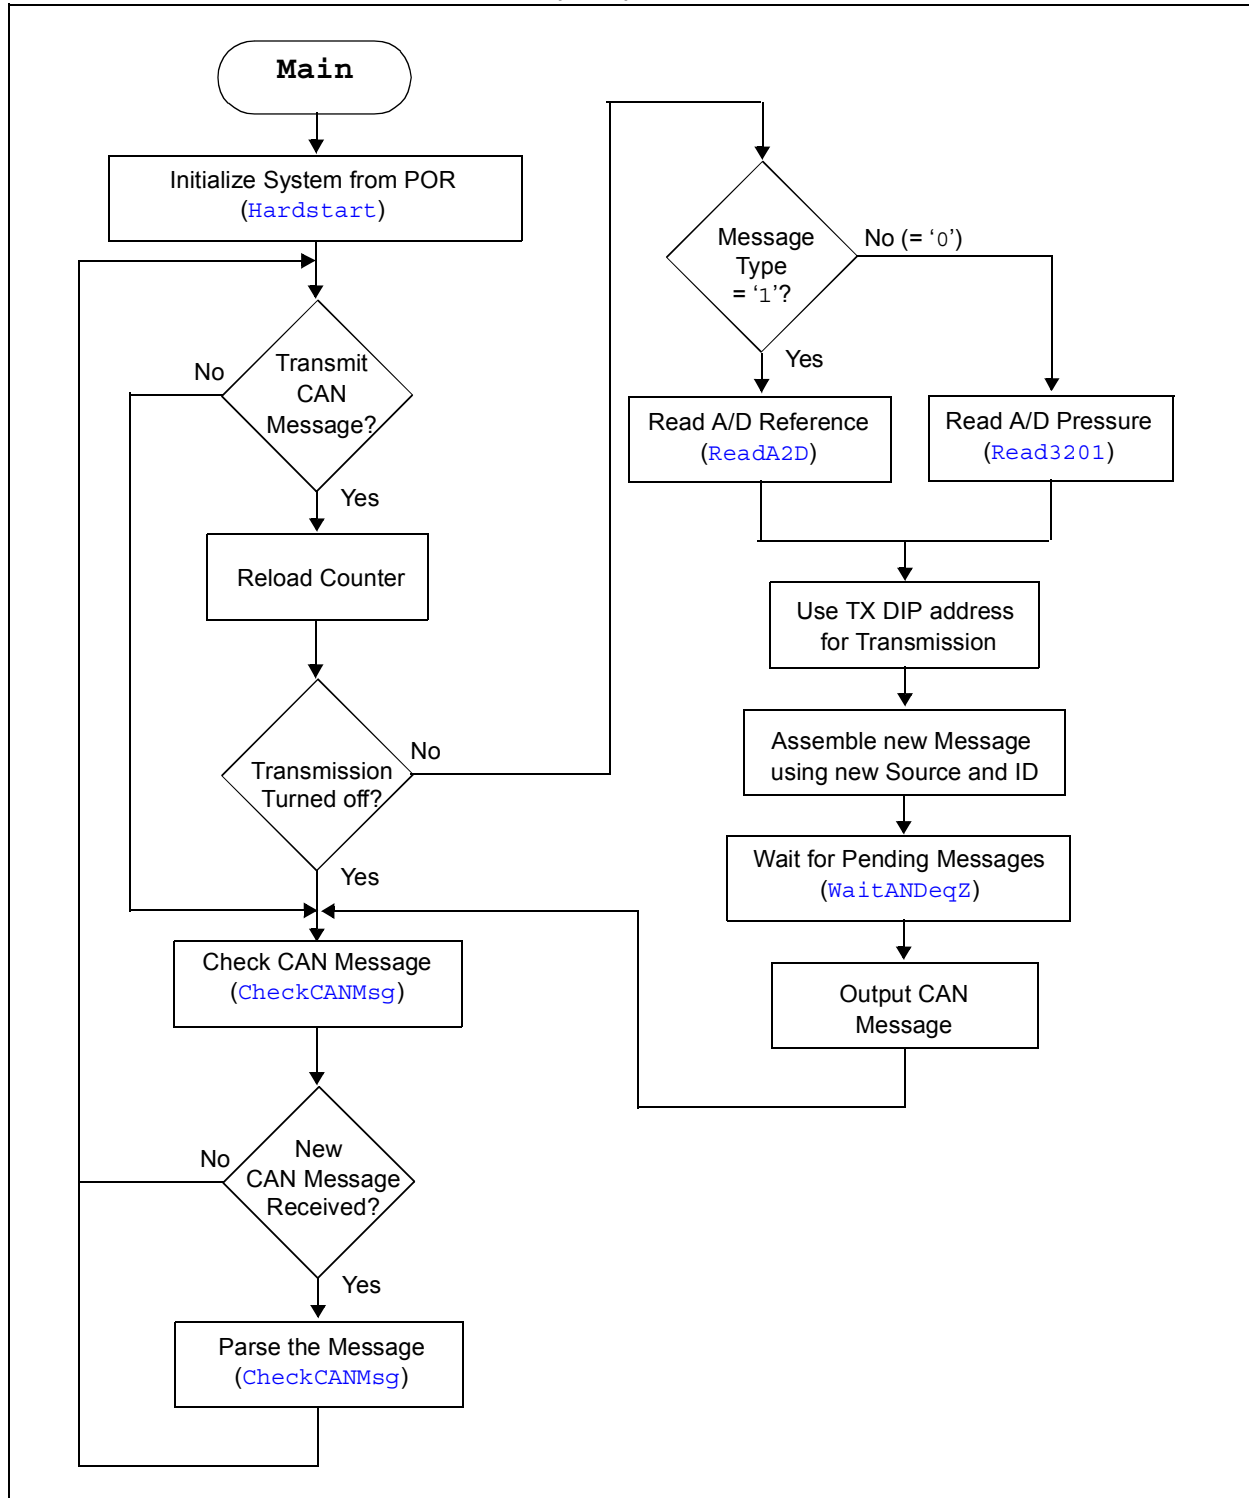 Main
Initialize System from POR
(Hardstart)
Transmit
CAN
Message?
No
Yes
Reload Counter
Transmission
Turned off?
No
Yes
Check CAN Message
(CheckCANMsg)
New
CAN Message
Received?
No
Yes
Parse the Message
(CheckCANMsg)
Message
Type
= ‘1’?
No (= ‘0’)
Yes
Read A/D Reference
(ReadA2D)
Read A/D Pressure
(Read3201)
Use TX DIP address
for Transmission
Assemble new Message
using new Source and ID
Wait for Pending Messages
(WaitANDeqZ)
Output CAN
Message